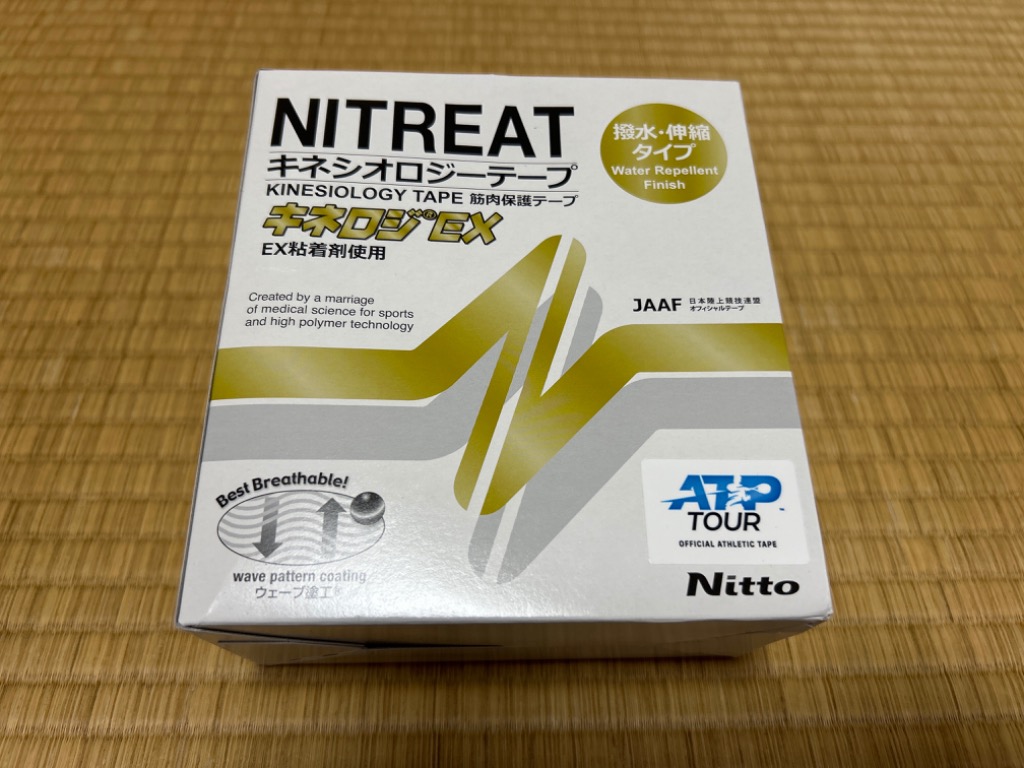 NITREAT
キネシオロジーテープ
KINESIOLOGY TAPE 筋肉保護テープ
キネロジ®EX
EX粘着剤使用
撥水・伸縮
タイプ
Water Repellent
Finish
Created by a marriage
of medical science for sports
and high polymer technology
JAAF 日本陸上競技連盟
オフィシャルテープ
Best Breathable!
wave pattern coating
ウェーブ塗工
ATP
TOUR
OFFICIAL ATHLETIC TAPE
Nitto